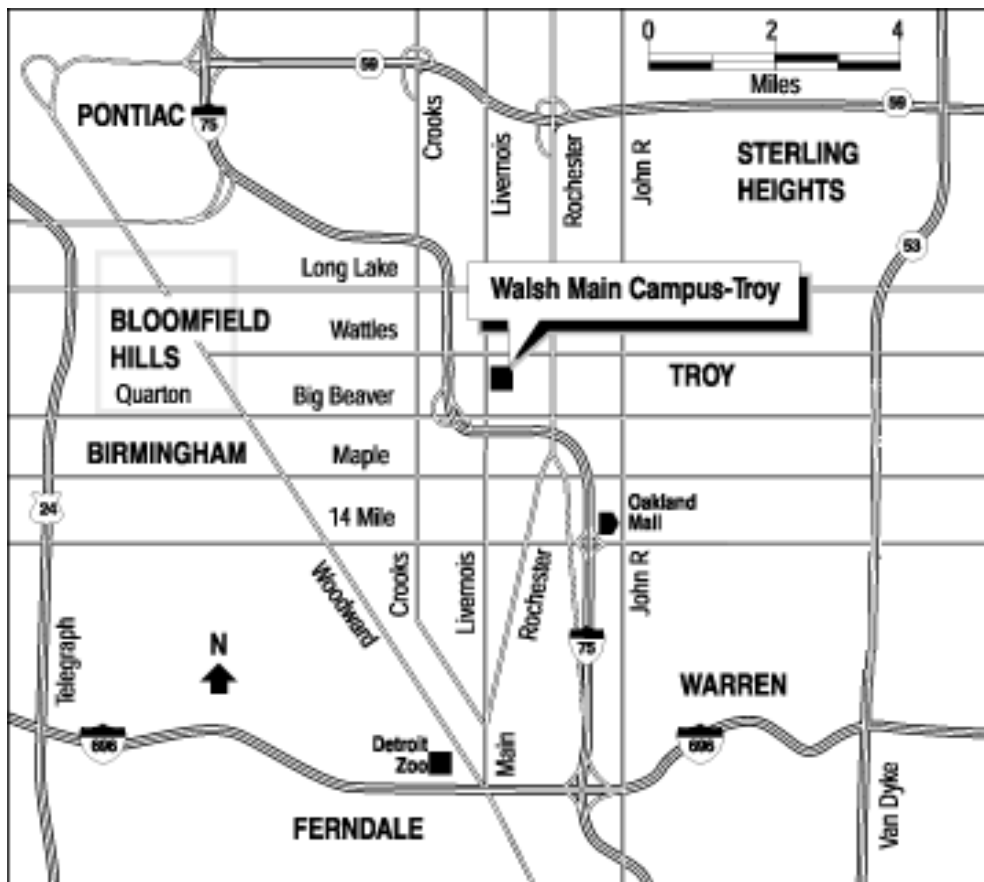 0 2 4
Miles
59
59
PONTIAC
75
Crooks
Livernois
Rochester
John R
STERLING
HEIGHTS
53
Long Lake
Walsh Main Campus-Troy
BLOOMFIELD
HILLS
Quarton
Wattles
TROY
Big Beaver
BIRMINGHAM
Maple
24
14 Mile
Oakland
Mall
Woodward
Crooks
Livernois
Rochester
John R
Telegraph
N
75
WARREN
696
696
Detroit
Zoo
Main
Van Dyke
FERNDALE